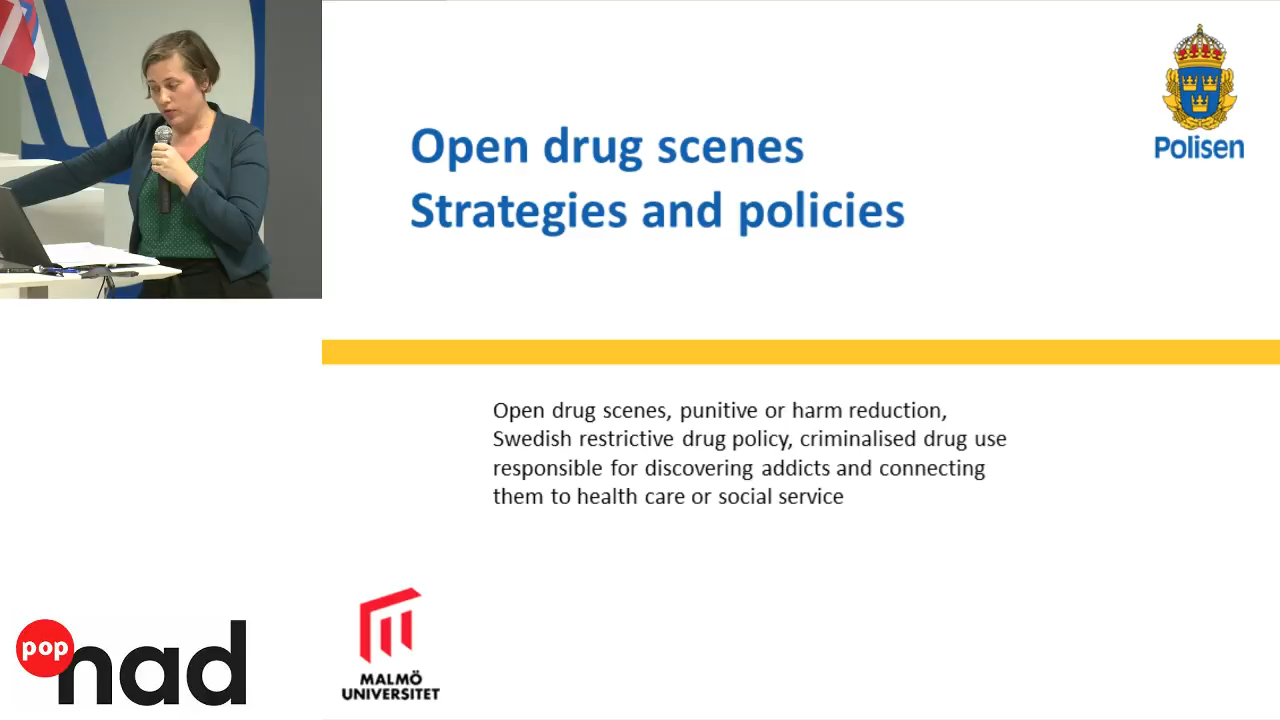 Open drug scenes
Strategies and policies
Polisen
Open drug scenes, punitive or harm reduction,
Swedish restrictive drug policy, criminalised drug use
responsible for discovering addicts and connecting
them to health care or social service
pop
nad
MALMÖ
UNIVERSITET